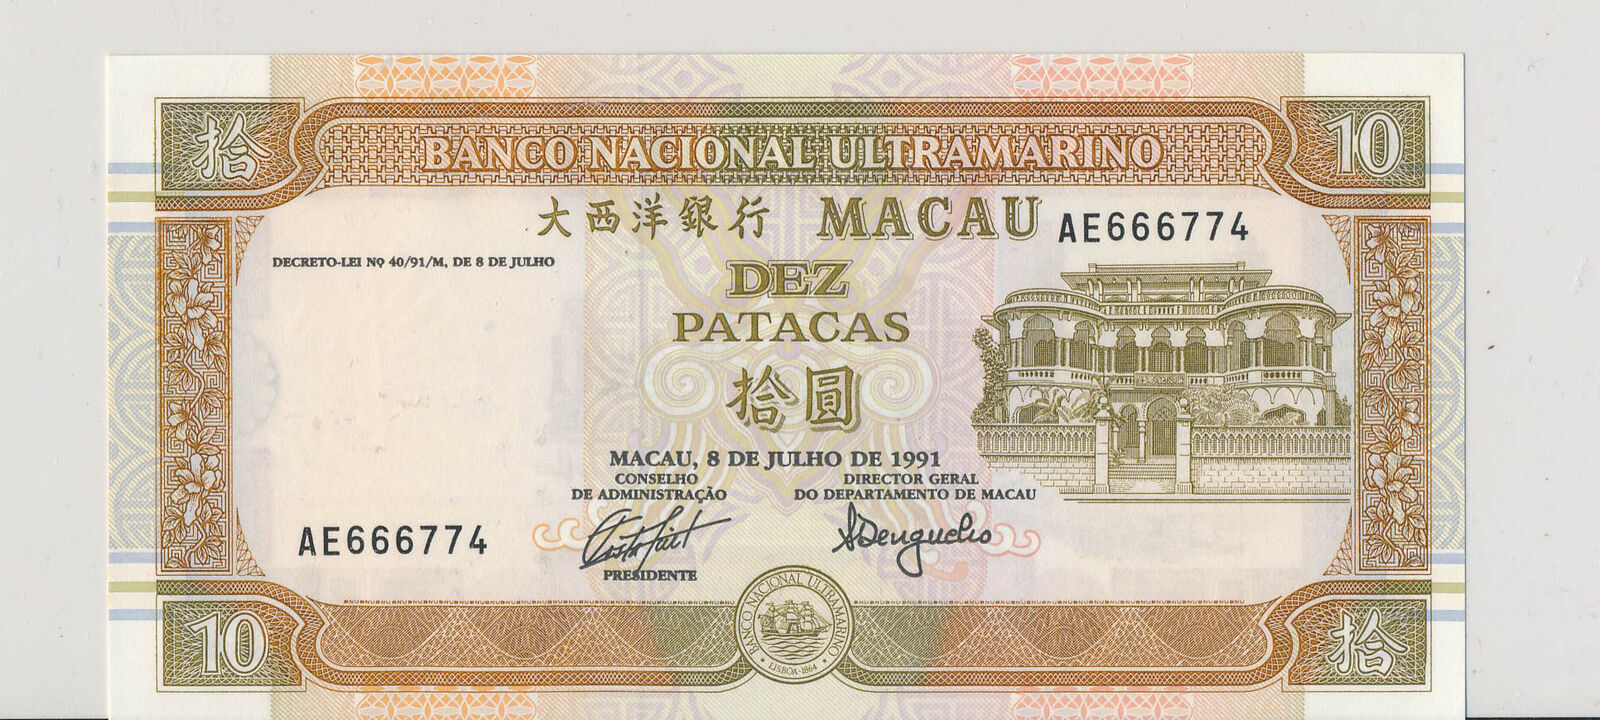 拾
10
BANCO NACIONAL ULTRAMARINO
大西洋銀行 MACAU AE666774
DECRETO-LEI Nº 40/91/M, DE 8 DE JULHO
DEZ
PATACAS
拾圓
MACAU, 8 DE JULHO DE 1991
CONSELHO
DE ADMINISTRAÇÃO
DIRECTOR GERAL
DO DEPARTAMENTO DE MACAU
AE666774
PRESIDENTE
10
BANCO NACIONAL ULTRAMARINO
LISBOA-1864
拾